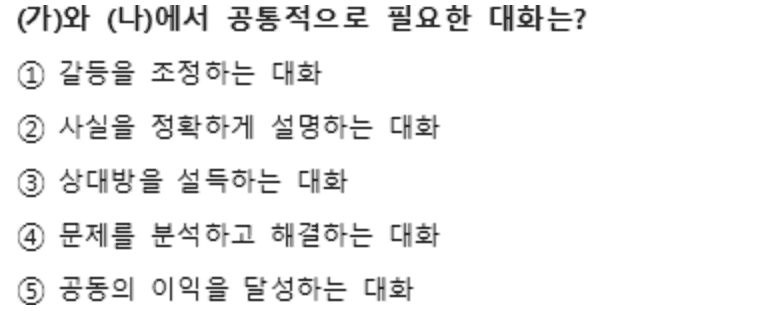 (가)와 (나)에서 공통적으로 필요한 대화는?
① 갈등을 조정하는 대화
② 사실을 정확하게 설명하는 대화
③ 상대방을 설득하는 대화
④ 문제를 분석하고 해결하는 대화
⑤ 공동의 이익을 달성하는 대화